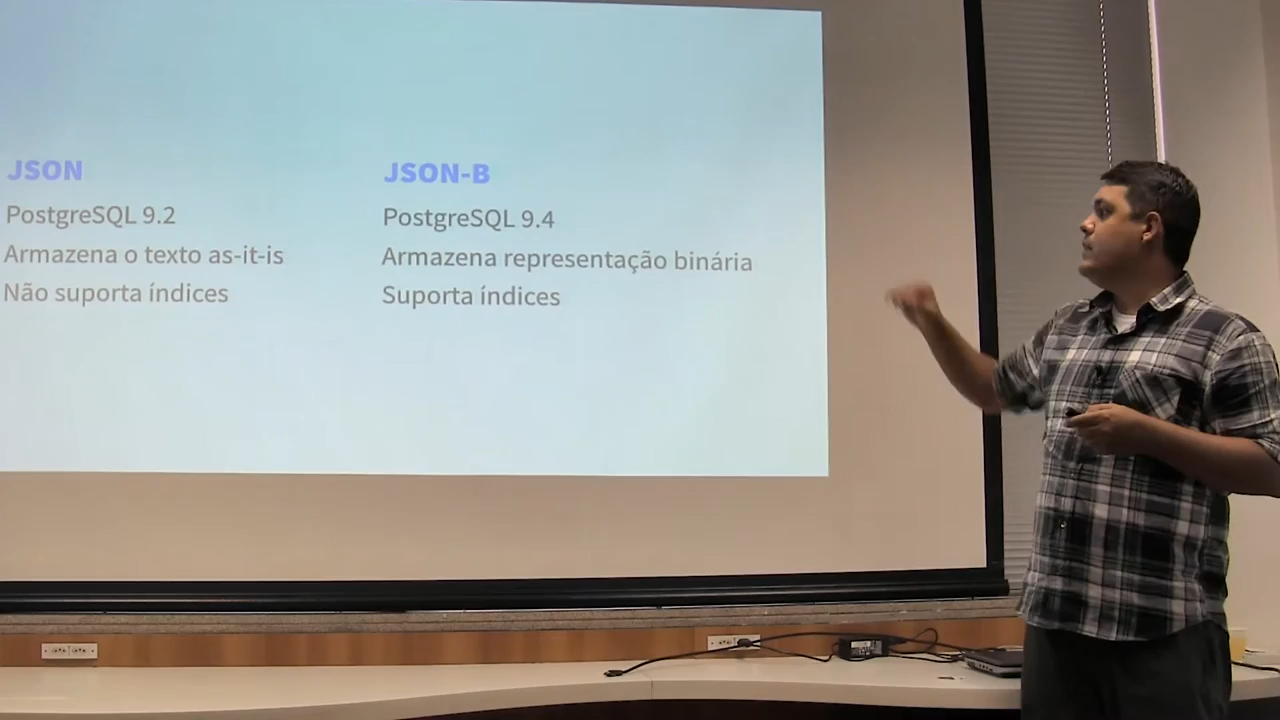 JSON
PostgreSQL 9.2
Armazena o texto as-it-is
Não suporta índices
JSON-B
PostgreSQL 9.4
Armazena representação binária
Suporta índices